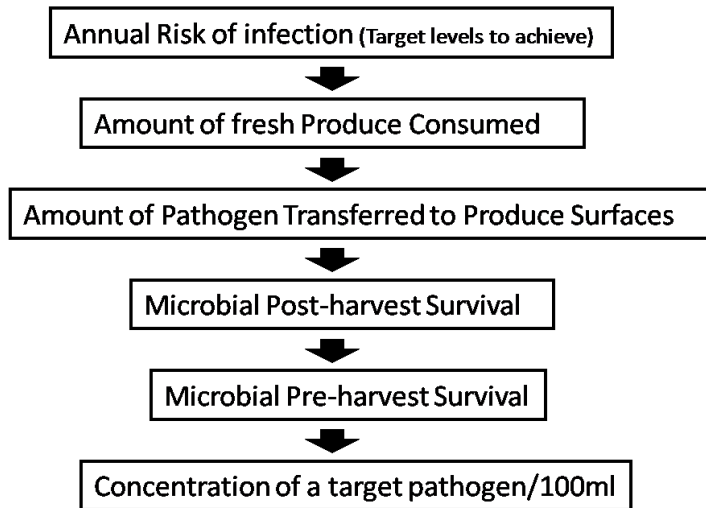 Annual Risk of infection (Target levels to achieve)
Amount of fresh Produce Consumed
Amount of Pathogen Transferred to Produce Surfaces
Microbial Post-harvest Survival
Microbial Pre-harvest Survival
Concentration of a target pathogen/100ml